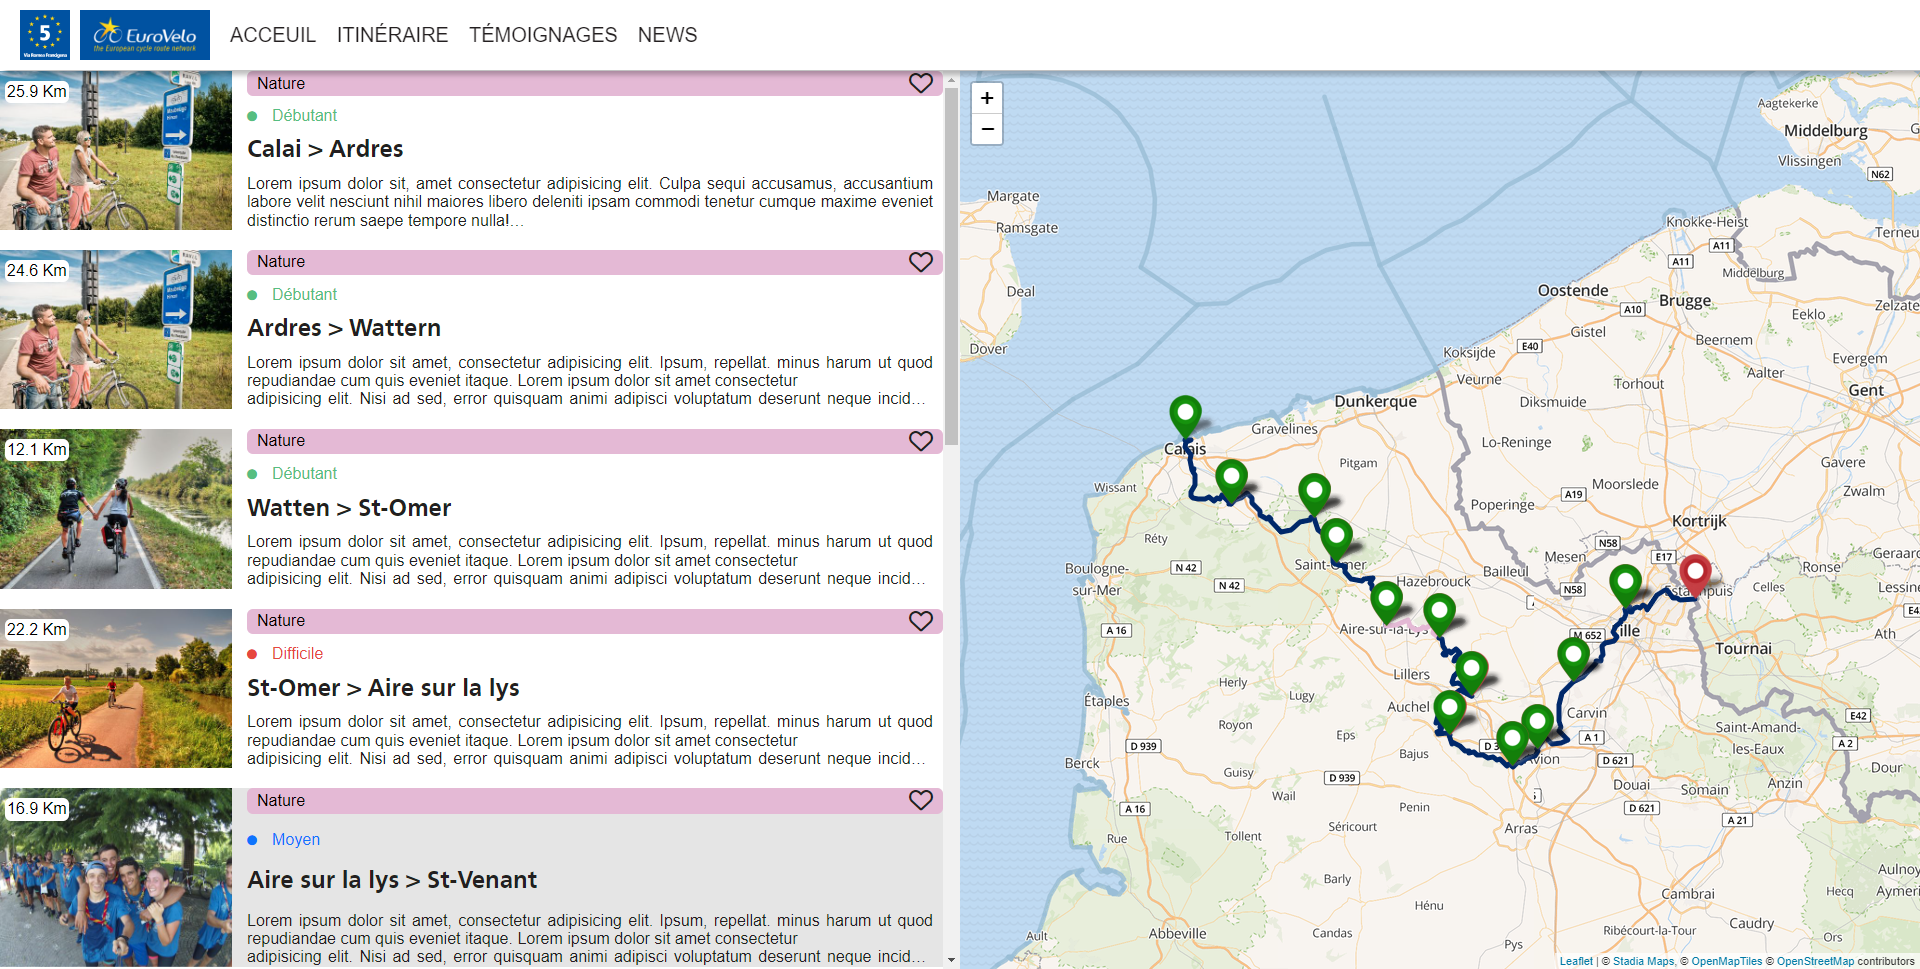 5
Via Romea Francigena
EuroVelo
the European cycle route network
ACCEUIL
ITINÉRAIRE
TÉMOIGNAGES
NEWS
25.9 Km
Nature
Débutant
Calai > Ardres
Lorem ipsum dolor sit, amet consectetur adipisicing elit. Culpa sequi accusamus, accusantium
labore velit nesciunt nihil maiores libero deleniti ipsam commodi tenetur cumque maxime eveniet
distinctio rerum saepe tempore nulla!...
24.6 Km
Nature
Débutant
Ardres > Wattern
Lorem ipsum dolor sit amet, consectetur adipisicing elit. Ipsum, repellat. minus harum ut quod
repudiandae cum quis eveniet itaque. Lorem ipsum dolor sit amet consectetur
adipisicing elit. Nisi ad sed, error quisquam animi adipisci voluptatum deserunt neque incid...
12.1 Km
Nature
Débutant
Watten > St-Omer
Lorem ipsum dolor sit amet, consectetur adipisicing elit. Ipsum, repellat. minus harum ut quod
repudiandae cum quis eveniet itaque. Lorem ipsum dolor sit amet consectetur
adipisicing elit. Nisi ad sed, error quisquam animi adipisci voluptatum deserunt neque incid...
22.2 Km
Nature
Difficile
St-Omer > Aire sur la lys
Lorem ipsum dolor sit amet, consectetur adipisicing elit. Ipsum, repellat. minus harum ut quod
repudiandae cum quis eveniet itaque. Lorem ipsum dolor sit amet consectetur
adipisicing elit. Nisi ad sed, error quisquam animi adipisci voluptatum deserunt neque incid...
16.9 Km
Nature
Moyen
Aire sur la lys > St-Venant
Lorem ipsum dolor sit amet, consectetur adipisicing elit. Ipsum, repellat. minus harum ut quod
repudiandae cum quis eveniet itaque. Lorem ipsum dolor sit amet consectetur
adipisicing elit. Nisi ad sed, error quisquam animi adipisci voluptatum deserunt neque incid...
+
−
Aagtekerke
Middelburg
Vlissingen
N62
Margate
Ramsgate
Knokke-Heist
Terneu
A11
A11
Middelburg
Deal
Oostende
Brugge
Zelzate
A10
Eeklo
Gistel
Beernem
Dover
Koksijde
E40
Evergem
Veurne
Torhout
Aalter
Gent
Dunkerque
Diksmuide
Gravelines
Lo-Reninge
Calais
Pitgam
Gavere
Wissant
Moorslede
Zwalm
A19
Poperinge
Kortrijk
Réty
N58
Geraard
Mesen
E17
Saint-Omer
Boulogne-
sur-Mer
N 42
N 42
Hazebrouck
Bailleul
Ronse
Celles
Lessine
N58
Estaimpuis
A 16
Aire-sur-la-Lys
M 652
ille
Ath
Tournai
Lillers
Herly
Lugy
Étaples
Auchel
Carvin
E42
Royon
Saint-Amand-
les-Eaux
Eps
D 939
A 1
A 2
Bajus
D 3
Avion
Berck
D 621
Guisy
D 939
Dour
Douai
Anzin
Wail
Somain
A 16
Penin
D 621
A 21
Rue
Tollent
Séricourt
Arras
Barly
Aulnoy
Aymeri
Hecq
Cambrai
Hénu
Caudry
Ault
Abbeville
Candas
Ribécourt-la-Tour
Ors
Pys
Leaflet | © Stadia Maps, © OpenMapTiles © OpenStreetMap contributors